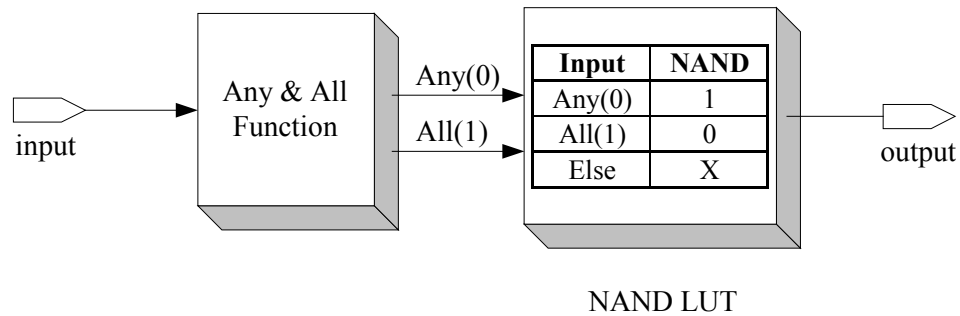 input
Any & All
Function
Any(0)
All(1)
Input NAND
Any(0) 1
All(1) 0
Else X
output
NAND LUT